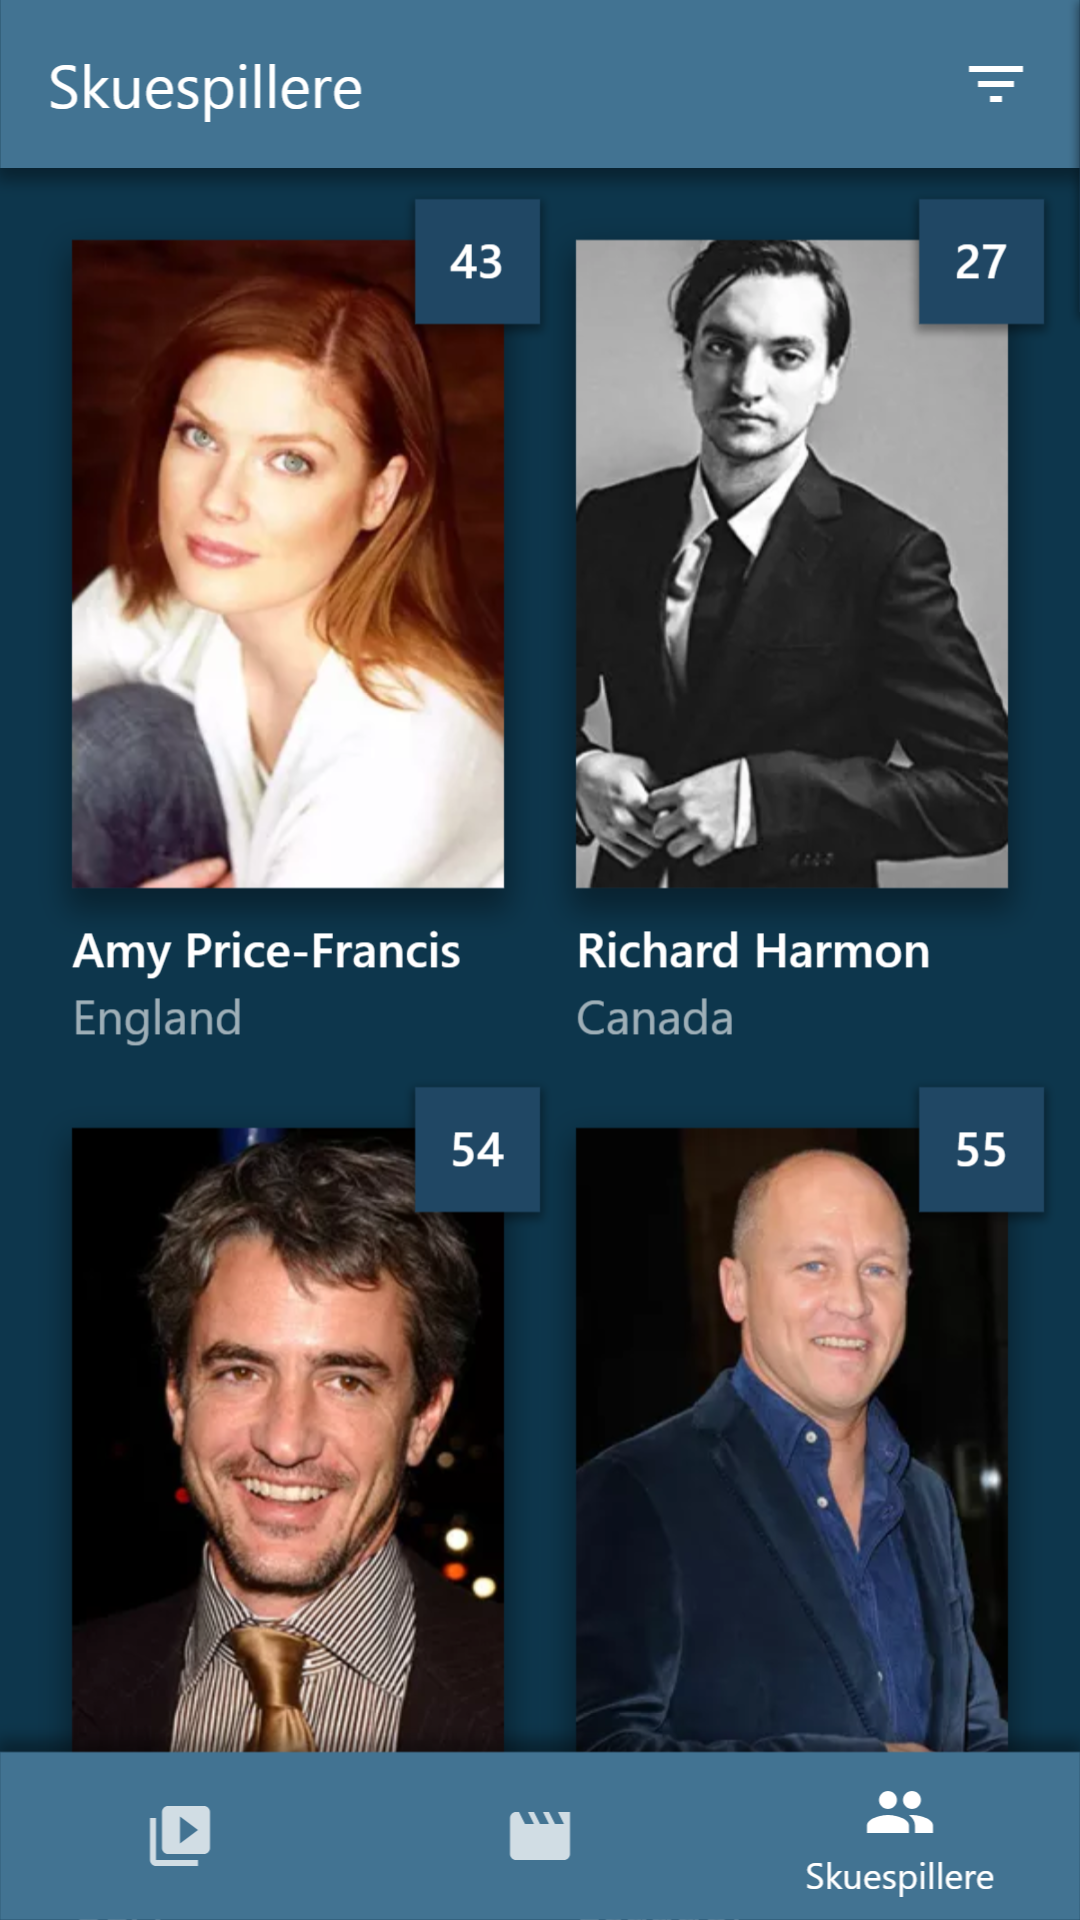 Skuespillere
43
27
Amy Price-Francis
Richard Harmon
England
Canada
54
55
Skuespillere